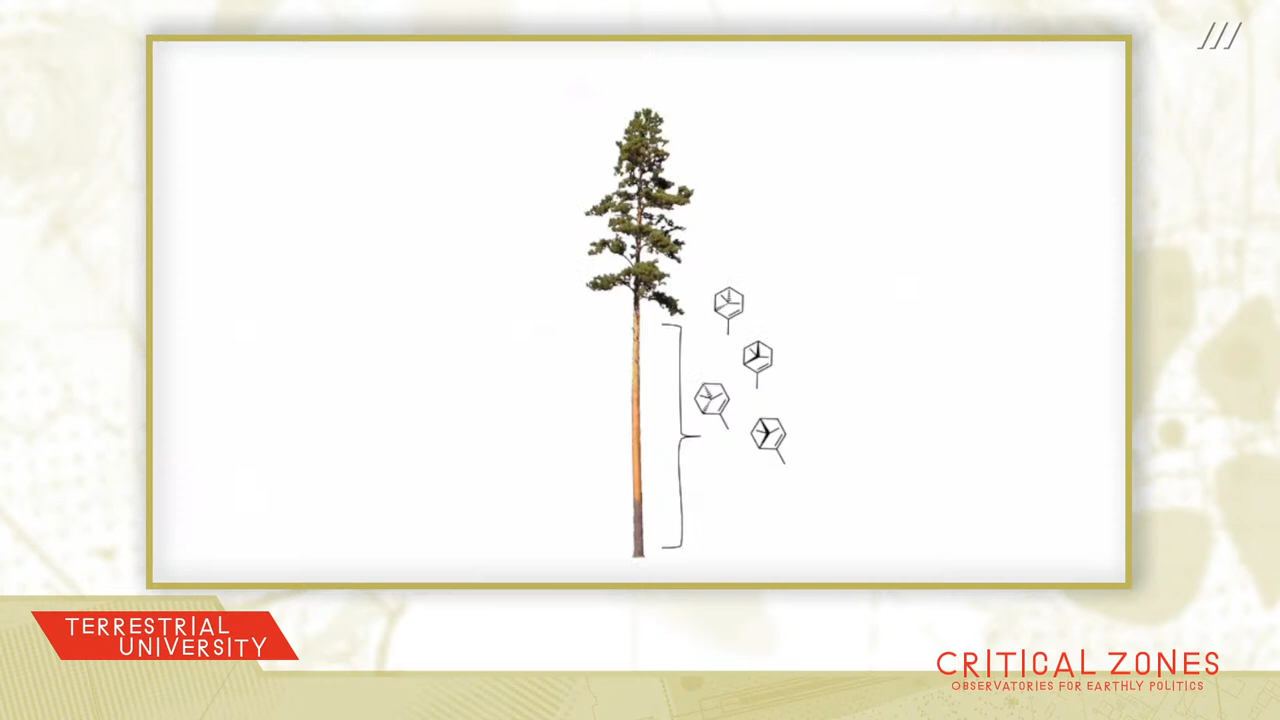 ///
TERRESTRIAL
UNIVERSITY
CRITICAL ZONES
OBSERVATORIES FOR EARTHLY POLITICS